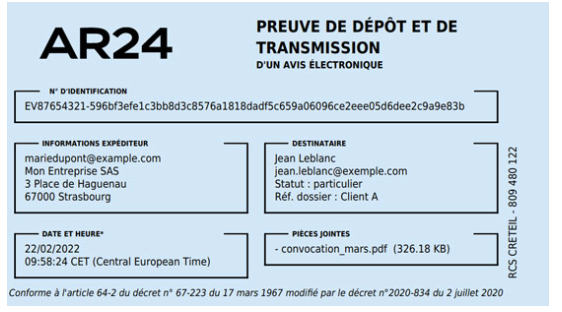 AR24
PREUVE DE DÉPÔT ET DE
TRANSMISSION
D'UN AVIS ÉLECTRONIQUE
N° D'IDENTIFICATION
EV87654321-596bf3efe1c3bb8d3c8576a1818dadf5c659a06096ce2eee05d6dee2c9a9e83b
INFORMATIONS EXPÉDITEUR
mariedupont@example.com
Mon Entreprise SAS
3 Place de Haguenau
67000 Strasbourg
DESTINATAIRE
Jean Leblanc
jean.leblanc@exemple.com
Statut : particulier
Réf. dossier : Client A
DATE ET HEURE*
22/02/2022
09:58:24 CET (Central European Time)
PIÈCES JOINTES
- convocation_mars.pdf (326.18 KB)
RCS CRETEIL - 809 480 122
Conforme à l'article 64-2 du décret n° 67-223 du 17 mars 1967 modifié par le décret n°2020-834 du 2 juillet 2020